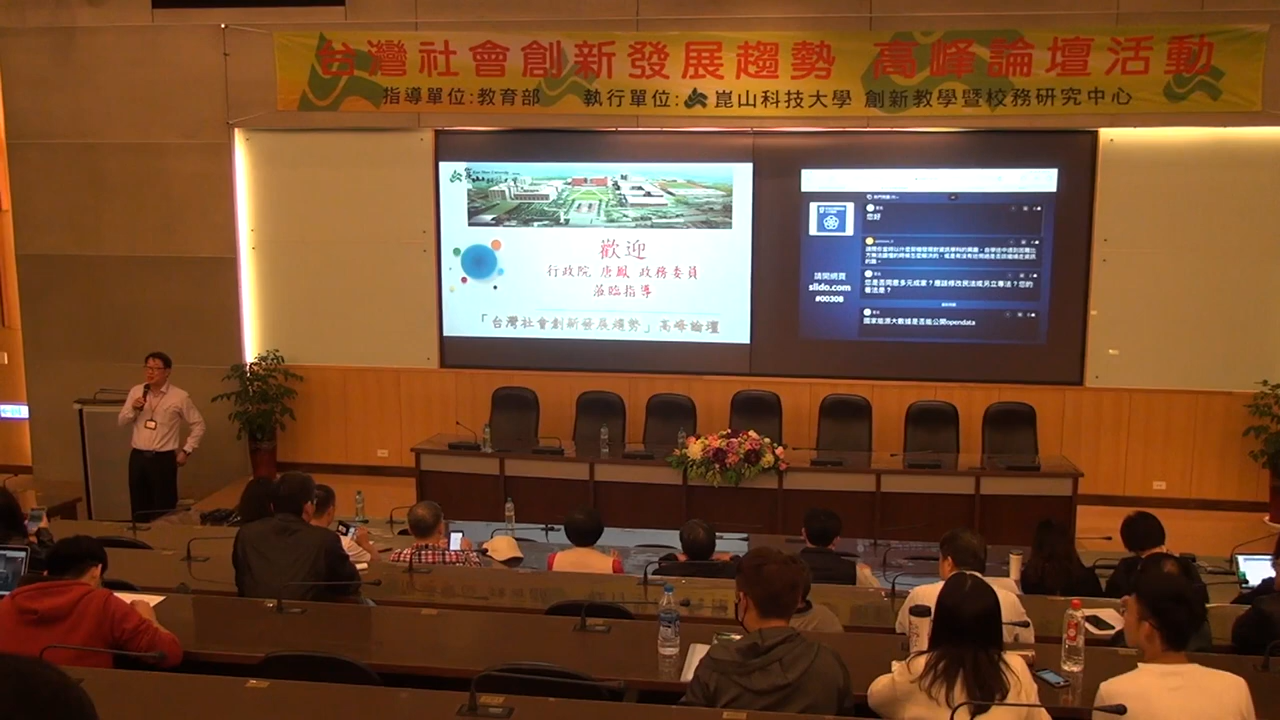 台灣社會創新發展趨勢 高峰論壇活動
指導單位:教育部 執行單位: 崑山科技大學 創新教學暨校務研究中心
歡迎
行政院 唐鳳 政務委員
蒞臨指導
「台灣社會創新發展趨勢」高峰論壇
您好
您是否同意多元成家？應該修改民法或另立專法？您的
看法是？
國家能源大數據是否能公開opendata
請開網頁
slido.com
#00308